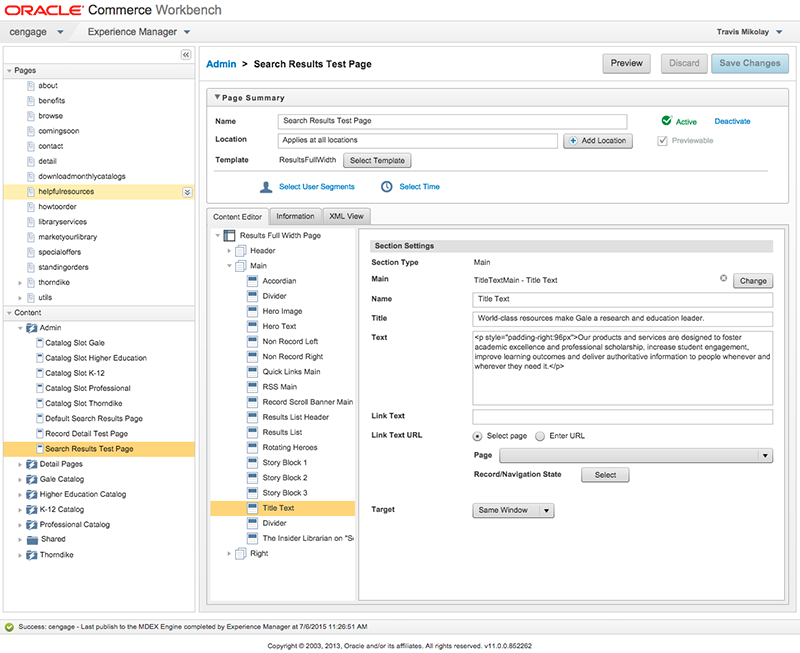 ORACLE Commerce Workbench
cengage Experience Manager Travis Mikolay
Pages
about
benefits
browse
comingsoon
contact
detail
downloadmonthlycatalogs
helpfulresources
howtoorder
libraryservices
marketyourlibrary
specialoffers
standingorders
thorndike
utils
Content
Admin
Catalog Slot Gale
Catalog Slot Higher Education
Catalog Slot K-12
Catalog Slot Professional
Catalog Slot Thorndike
Default Search Results Page
Record Detail Test Page
Search Results Test Page
Detail Pages
Gale Catalog
Higher Education Catalog
K-12 Catalog
Professional Catalog
Shared
Thorndike
Admin > Search Results Test Page Preview Discard Save Changes
Page Summary
Name Search Results Test Page Active Deactivate
Location Applies at all locations Add Location Previewable
Template ResultsFullWidth Select Template
Select User Segments Select Time
Content Editor Information XML View
Results Full Width Page
Header
Main
Accordian
Divider
Hero Image
Hero Text
Non Record Left
Non Record Right
Quick Links Main
RSS Main
Record Scroll Banner Main
Results List Header
Results List
Rotating Heroes
Story Block 1
Story Block 2
Story Block 3
Title Text
Divider
The Insider Librarian on "S
Right
Section Settings
Section Type Main
Main TitleTextMain - Title Text Change
Name Title Text
Title World-class resources make Gale a research and education leader.
Text <p style="padding-right:96px">Our products and services are designed to foster
academic excellence and professional scholarship, increase student engagement,
improve learning outcomes and deliver authoritative information to people whenever and
wherever they need it.</p>
Link Text
Link Text URL Select page Enter URL
Page
Record/Navigation State Select
Target Same Window
Success: cengage - Last publish to the MDEX Engine completed by Experience Manager at 7/6/2015 11:26:51 AM
Copyright © 2003, 2013, Oracle and/or its affiliates. All rights reserved. v11.0.0.852262